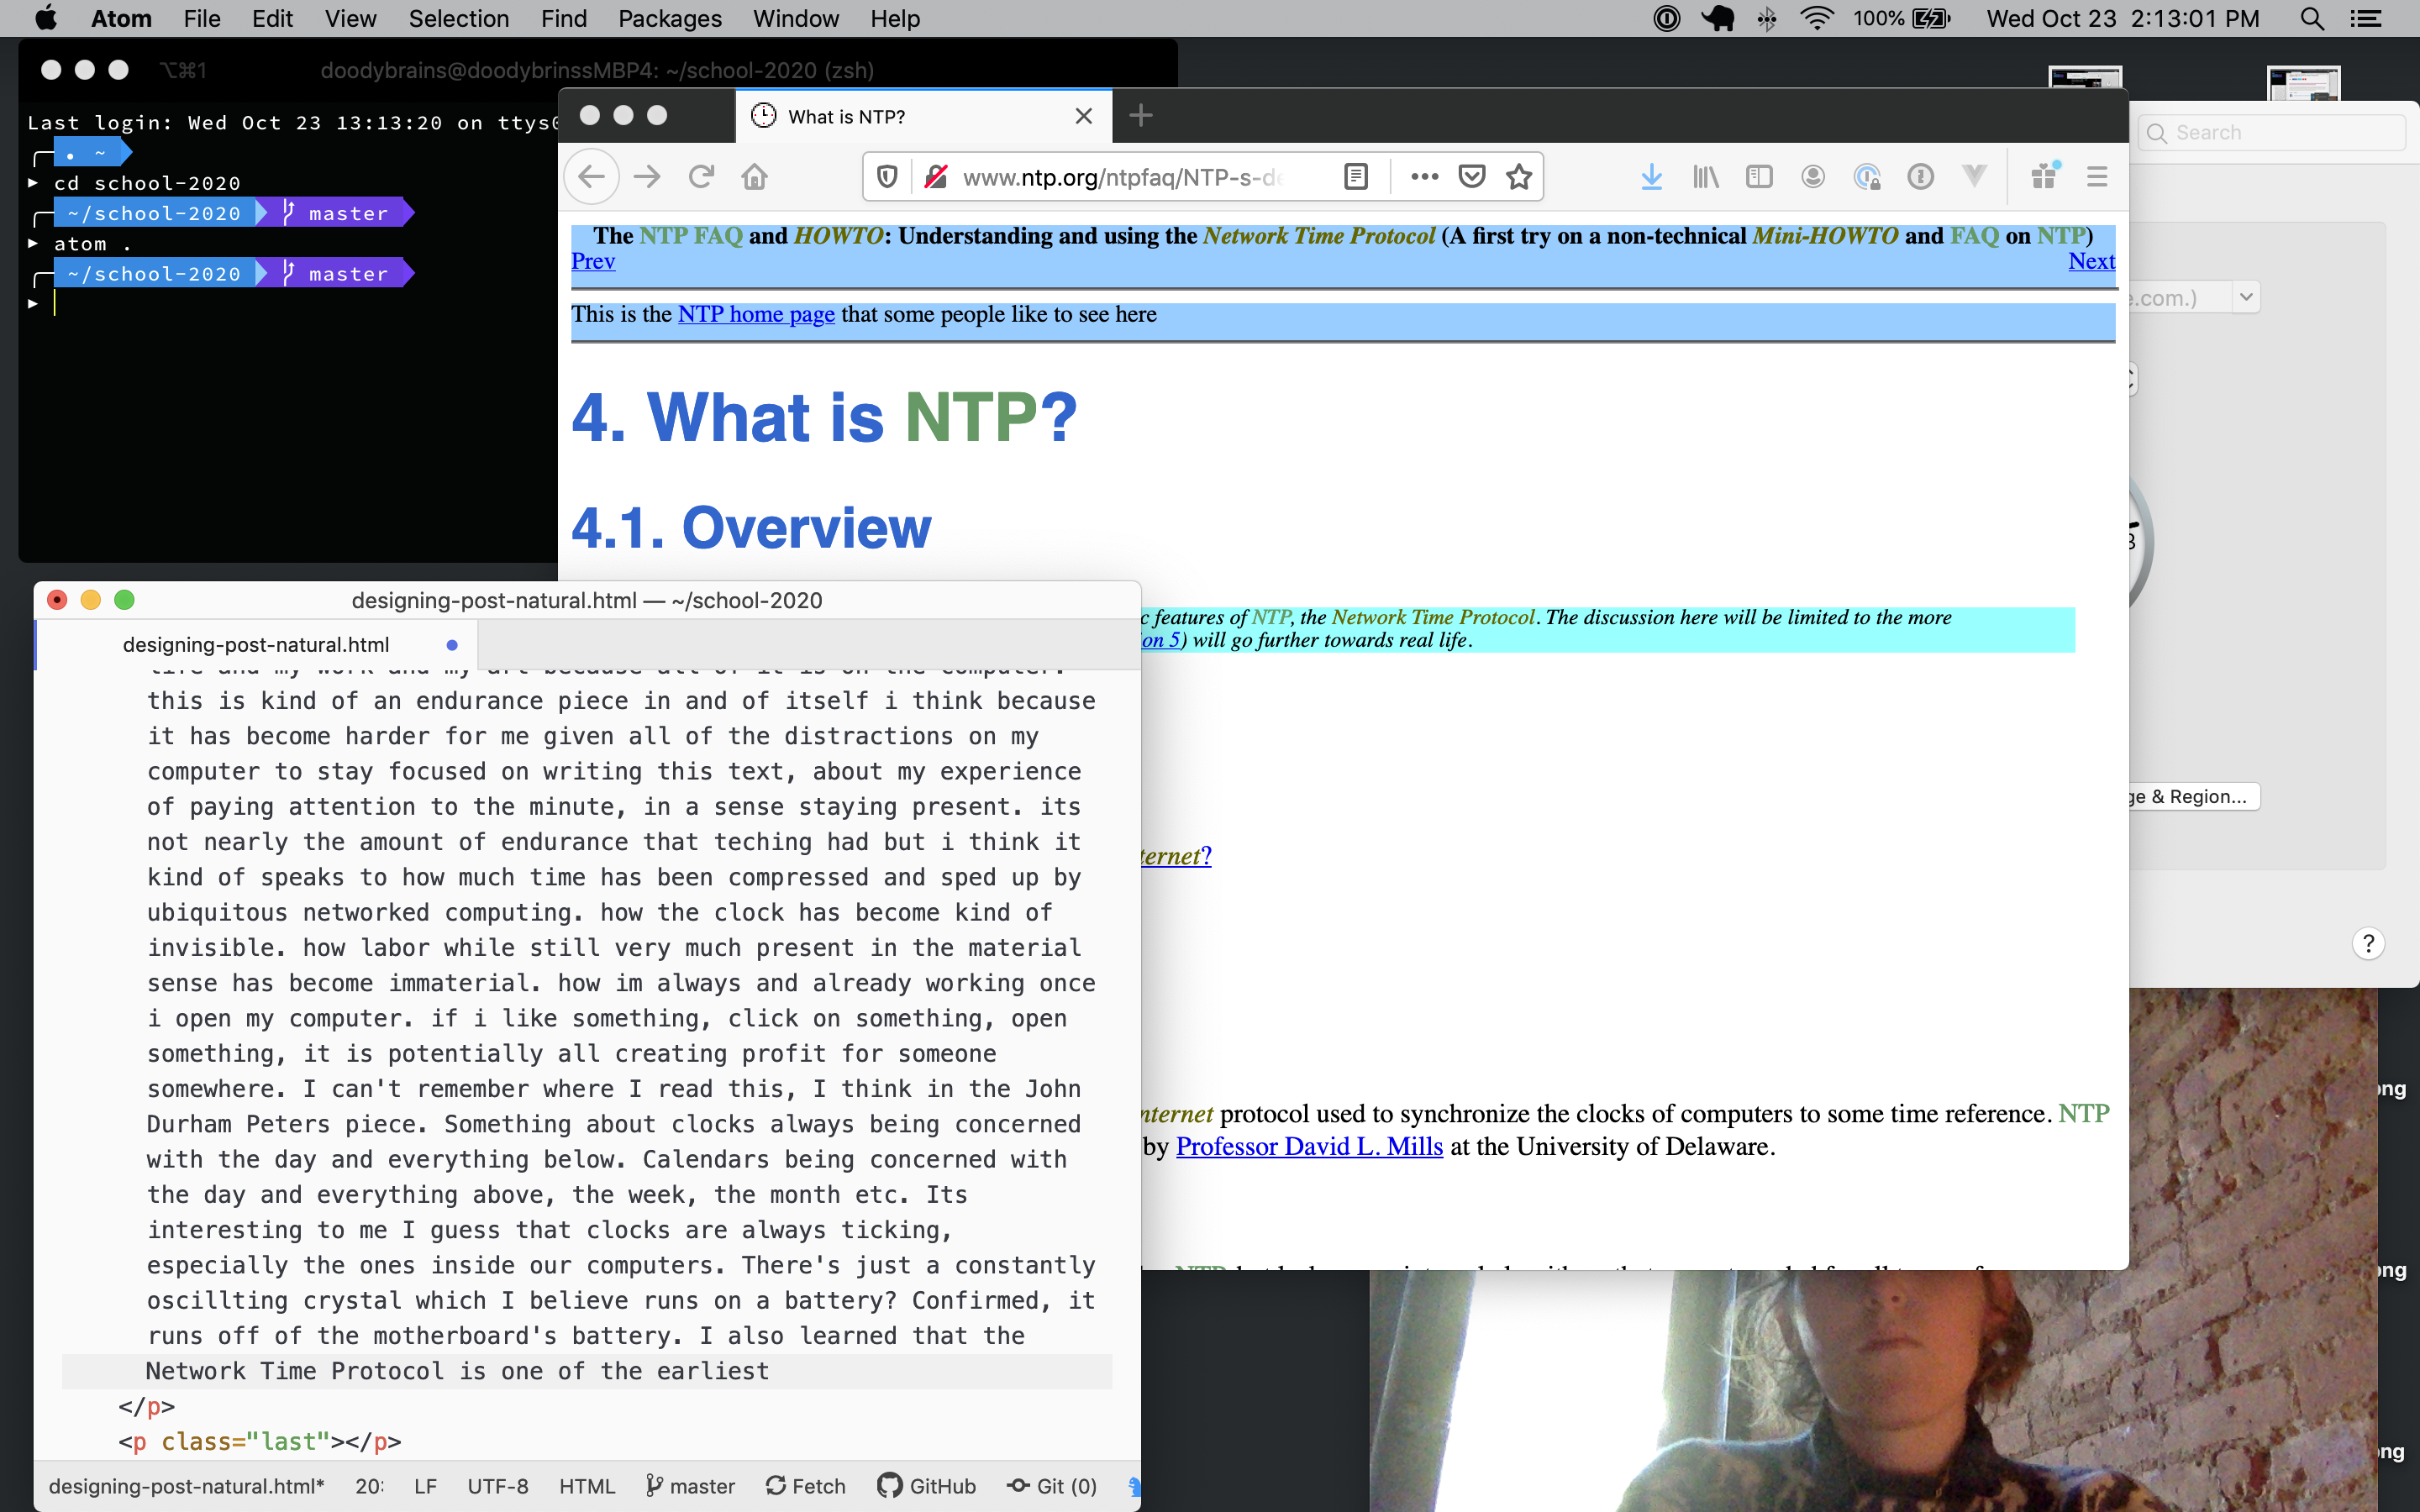 Atom File Edit View Selection Find Packages Window Help 100% Wed Oct 23 2:13:01 PM
⌥⌘1 doodybrains@doodybrinssMBP4: ~/school-2020 (zsh)
Last login: Wed Oct 23 13:13:20 on
~
cd school-2020
~/school-2020 master
atom .
~/school-2020 master
What is NTP?
www.ntp.org/ntpfaq/NTP-s-de
The NTP FAQ and HOWTO: Understanding and using the Network Time Protocol (A first try on a non-technical Mini-HOWTO and FAQ on NTP)
Prev Next
This is the NTP home page that some people like to see here
4. What is NTP?
4.1. Overview
features of NTP, the Network Time Protocol. The discussion here will be limited to the more
on 5) will go further towards real life.
ternet?
nternet protocol used to synchronize the clocks of computers to some time reference. NTP
by Professor David L. Mills at the University of Delaware.
Search
e.com.)
ge & Region...
?
ong
ong
ng
designing-post-natural.html — ~/school-2020
designing-post-natural.html
life and my work and my art because all of it is on the computer.
this is kind of an endurance piece in and of itself i think because
it has become harder for me given all of the distractions on my
computer to stay focused on writing this text, about my experience
of paying attention to the minute, in a sense staying present. its
not nearly the amount of endurance that teching had but i think it
kind of speaks to how much time has been compressed and sped up by
ubiquitous networked computing. how the clock has become kind of
invisible. how labor while still very much present in the material
sense has become immaterial. how im always and already working once
i open my computer. if i like something, click on something, open
something, it is potentially all creating profit for someone
somewhere. I can't remember where I read this, I think in the John
Durham Peters piece. Something about clocks always being concerned
with the day and everything below. Calendars being concerned with
the day and everything above, the week, the month etc. Its
interesting to me I guess that clocks are always ticking,
especially the ones inside our computers. There's just a constantly
oscillting crystal which I believe runs on a battery? Confirmed, it
runs off of the motherboard's battery. I also learned that the
Network Time Protocol is one of the earliest
</p>
<p class="last"></p>
designing-post-natural.html* 20: LF UTF-8 HTML master Fetch GitHub Git (0)